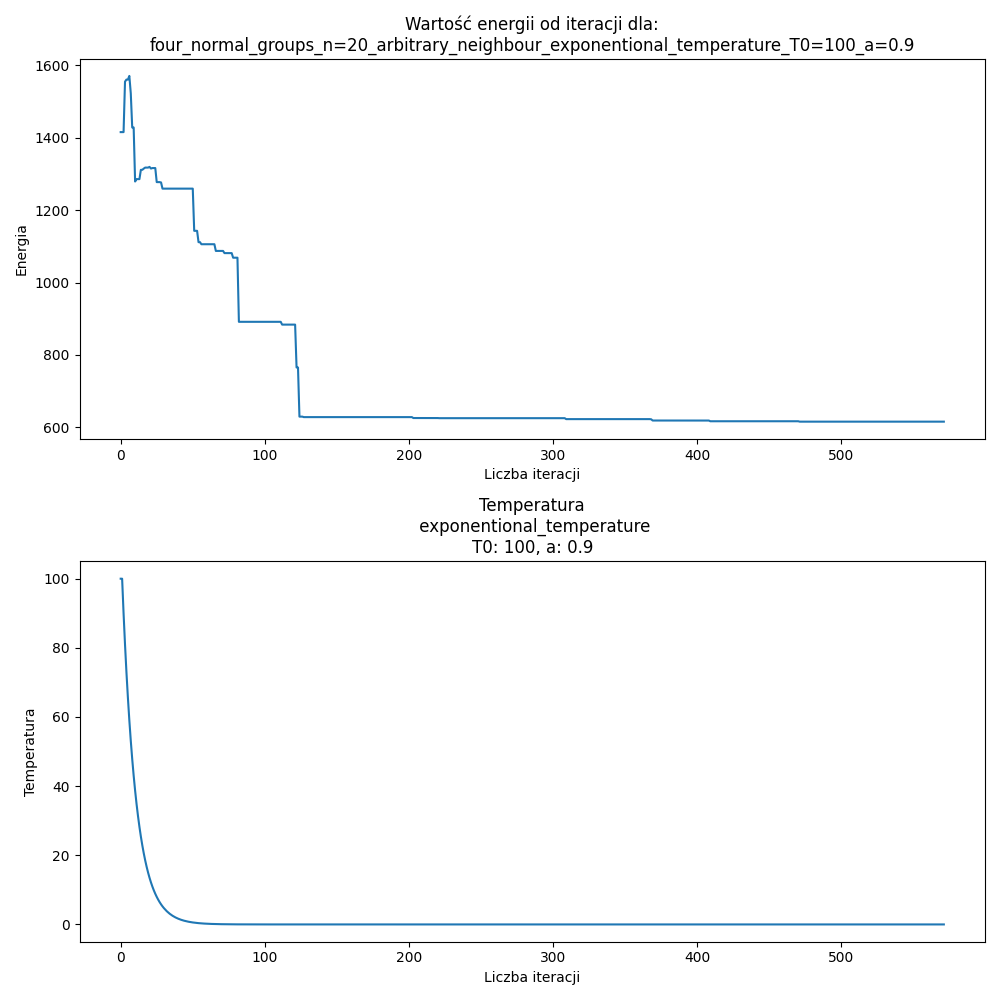 Wartość energii od iteracji dla:
four_normal_groups_n=20_arbitrary_neighbour_exponentional_temperature_T0=100_a=0.9
1600
1400
1200
1000
800
600
Energia
0 100 200 300 400 500
Liczba iteracji
Temperatura
exponentional_temperature
T0: 100, a: 0.9
100
80
60
40
20
0
Temperatura
0 100 200 300 400 500
Liczba iteracji